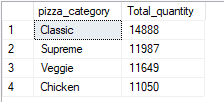 pizza_category Total_quantity
1 Classic 14888
2 Supreme 11987
3 Veggie 11649
4 Chicken 11050